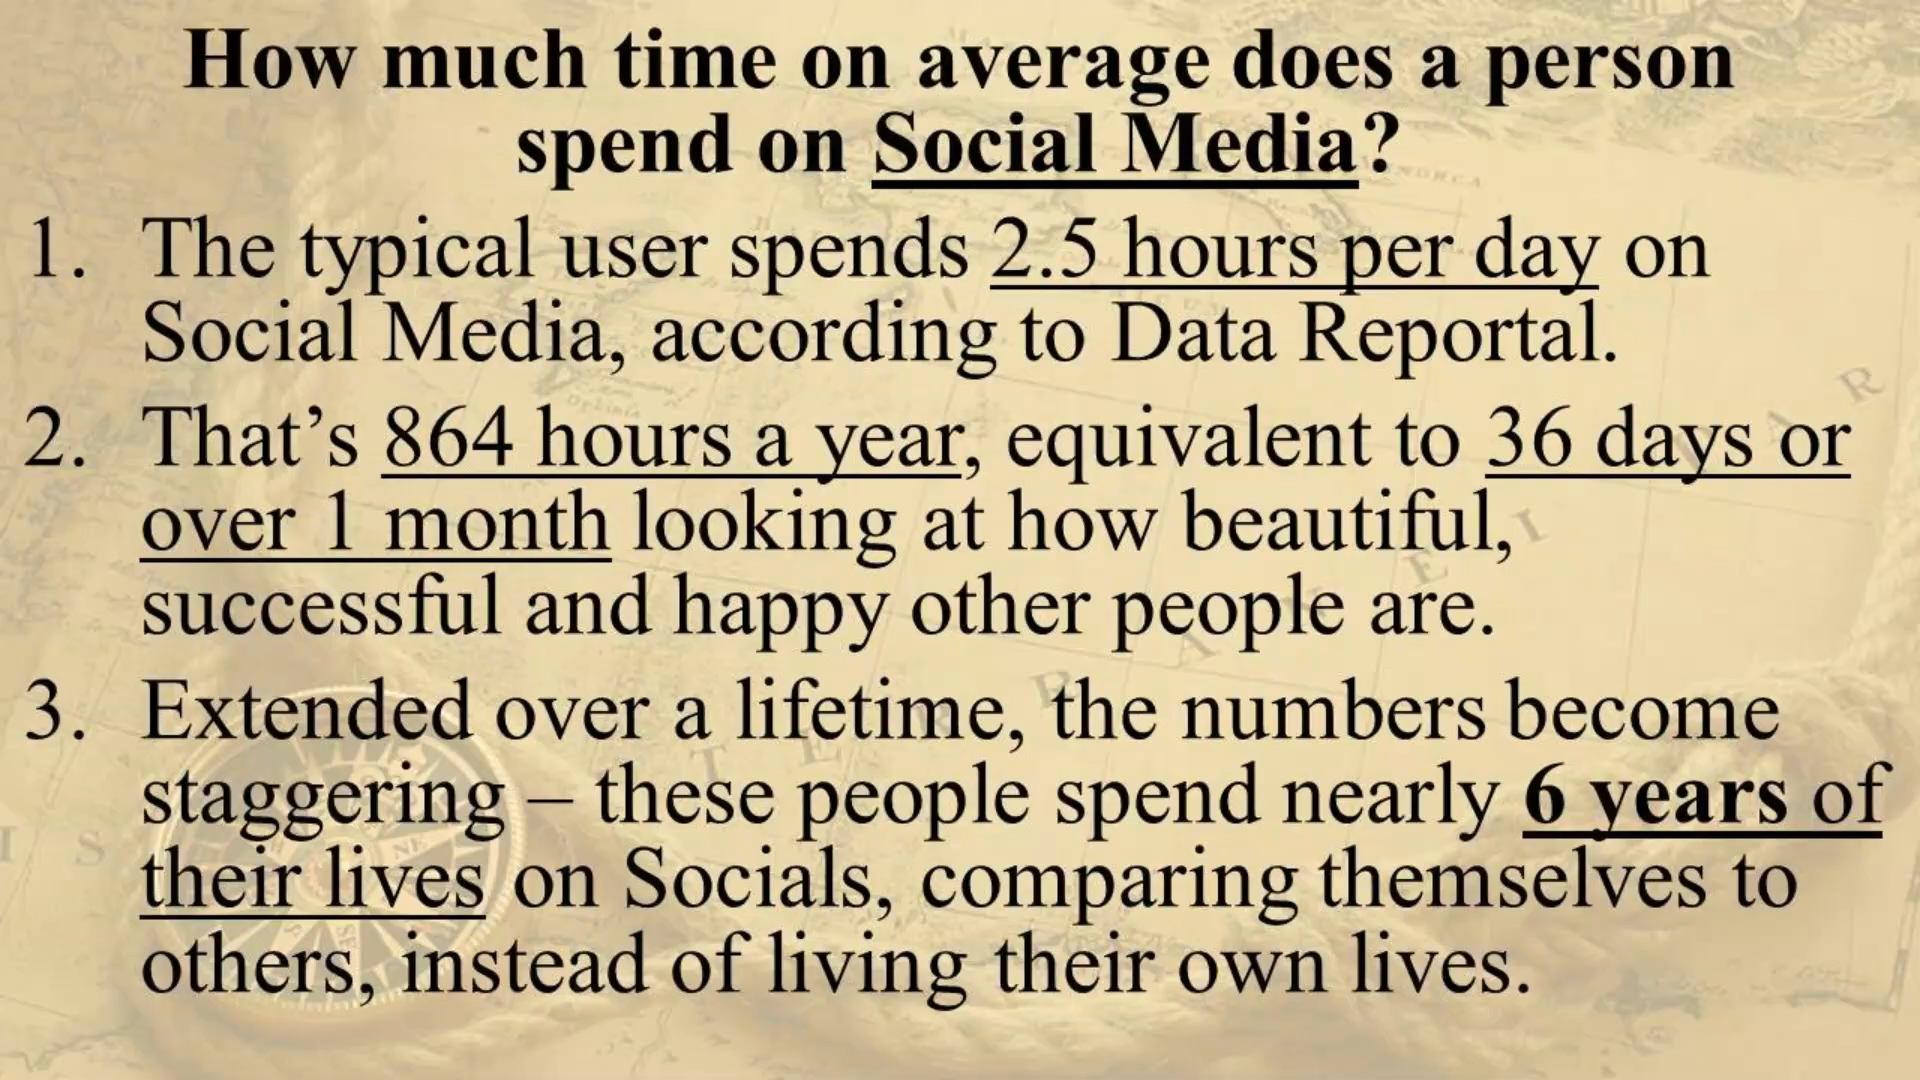 How much time on average does a person
spend on Social Media?
1. The typical user spends 2.5 hours per day on
Social Media, according to Data Reportal.
2. That’s 864 hours a year, equivalent to 36 days or
over 1 month looking at how beautiful,
successful and happy other people are.
3. Extended over a lifetime, the numbers become
staggering – these people spend nearly 6 years of
their lives on Socials, comparing themselves to
others, instead of living their own lives.